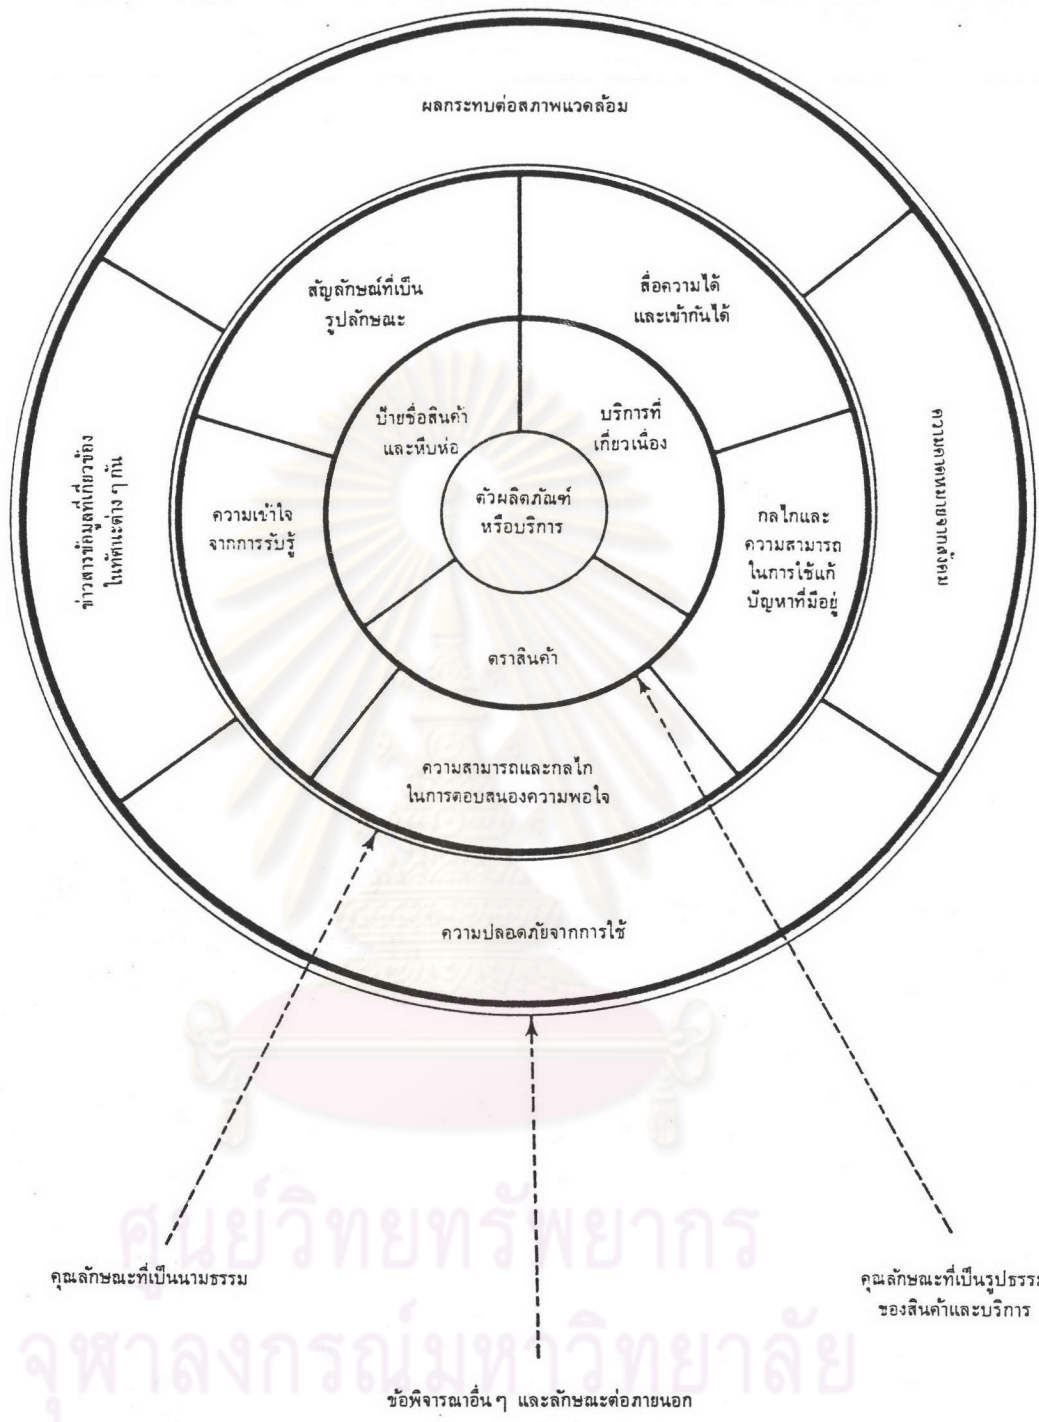 ผลกระทบต่อสภาพแวดล้อม
สัญลักษณ์ที่เป็น
รูปลักษณะ
สื่อความได้
และเข้ากันได้
ป้ายชื่อสินค้า
และหีบห่อ
บริการที่
เกี่ยวเนื่อง
ข่าวสารข้อมูลที่เกี่ยวข้อง
ในทัศนะต่าง ๆ กัน
ความคาดหมายจากสังคม
ความเข้าใจ
จากการรับรู้
ตัวผลิตภัณฑ์
หรือบริการ
กลไกและ
ความสามารถ
ในการใช้แก้
ปัญหาที่มีอยู่
ตราสินค้า
ความสามารถและกลไก
ในการตอบสนองความพอใจ
ความปลอดภัยจากการใช้
คุณลักษณะที่เป็นนามธรรม
คุณลักษณะที่เป็นรูปธรร
ของสินค้าและบริการ
ข้อพิจารณาอื่น ๆ และลักษณะต่อภายนอก
ศูนย์วิทยทรัพยากร
จุฬาลงกรณ์มหาวิทยาลัย